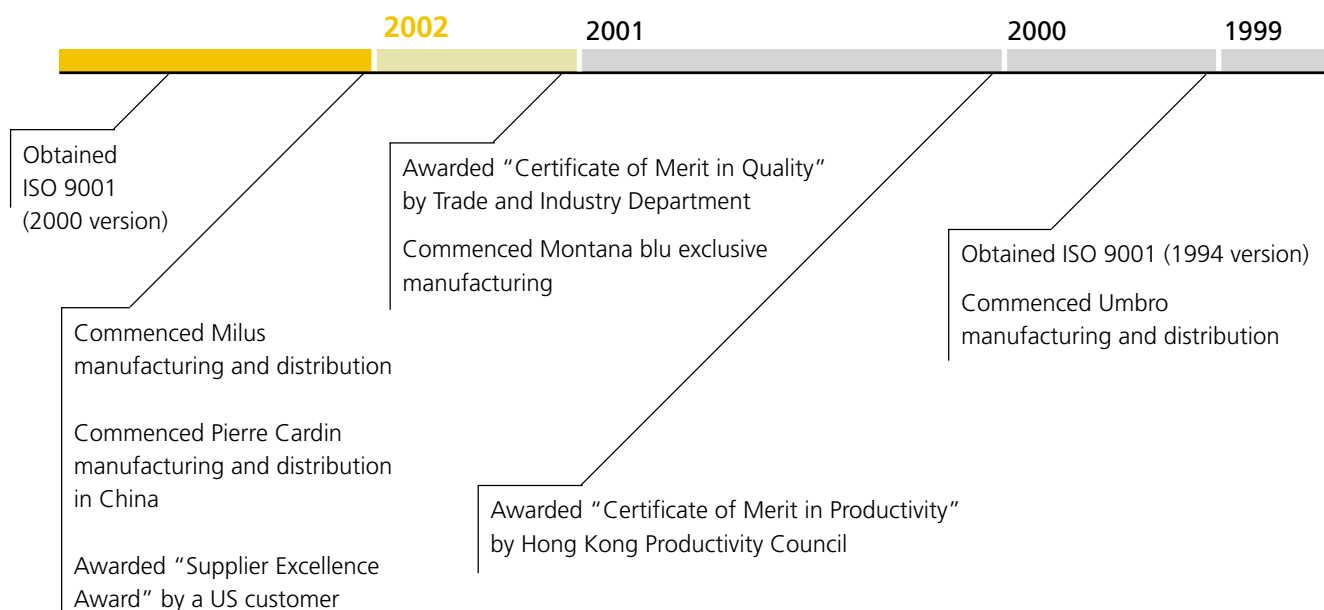 2002
2001
2000
1999
Obtained
ISO 9001
(2000 version)
Commenced Milus
manufacturing and distribution
Commenced Pierre Cardin
manufacturing and distribution
in China
Awarded “Supplier Excellence
Award” by a US customer
Awarded “Certificate of Merit in Quality”
by Trade and Industry Department
Commenced Montana blu exclusive
manufacturing
Awarded “Certificate of Merit in Productivity”
by Hong Kong Productivity Council
Obtained ISO 9001 (1994 version)
Commenced Umbro
manufacturing and distribution